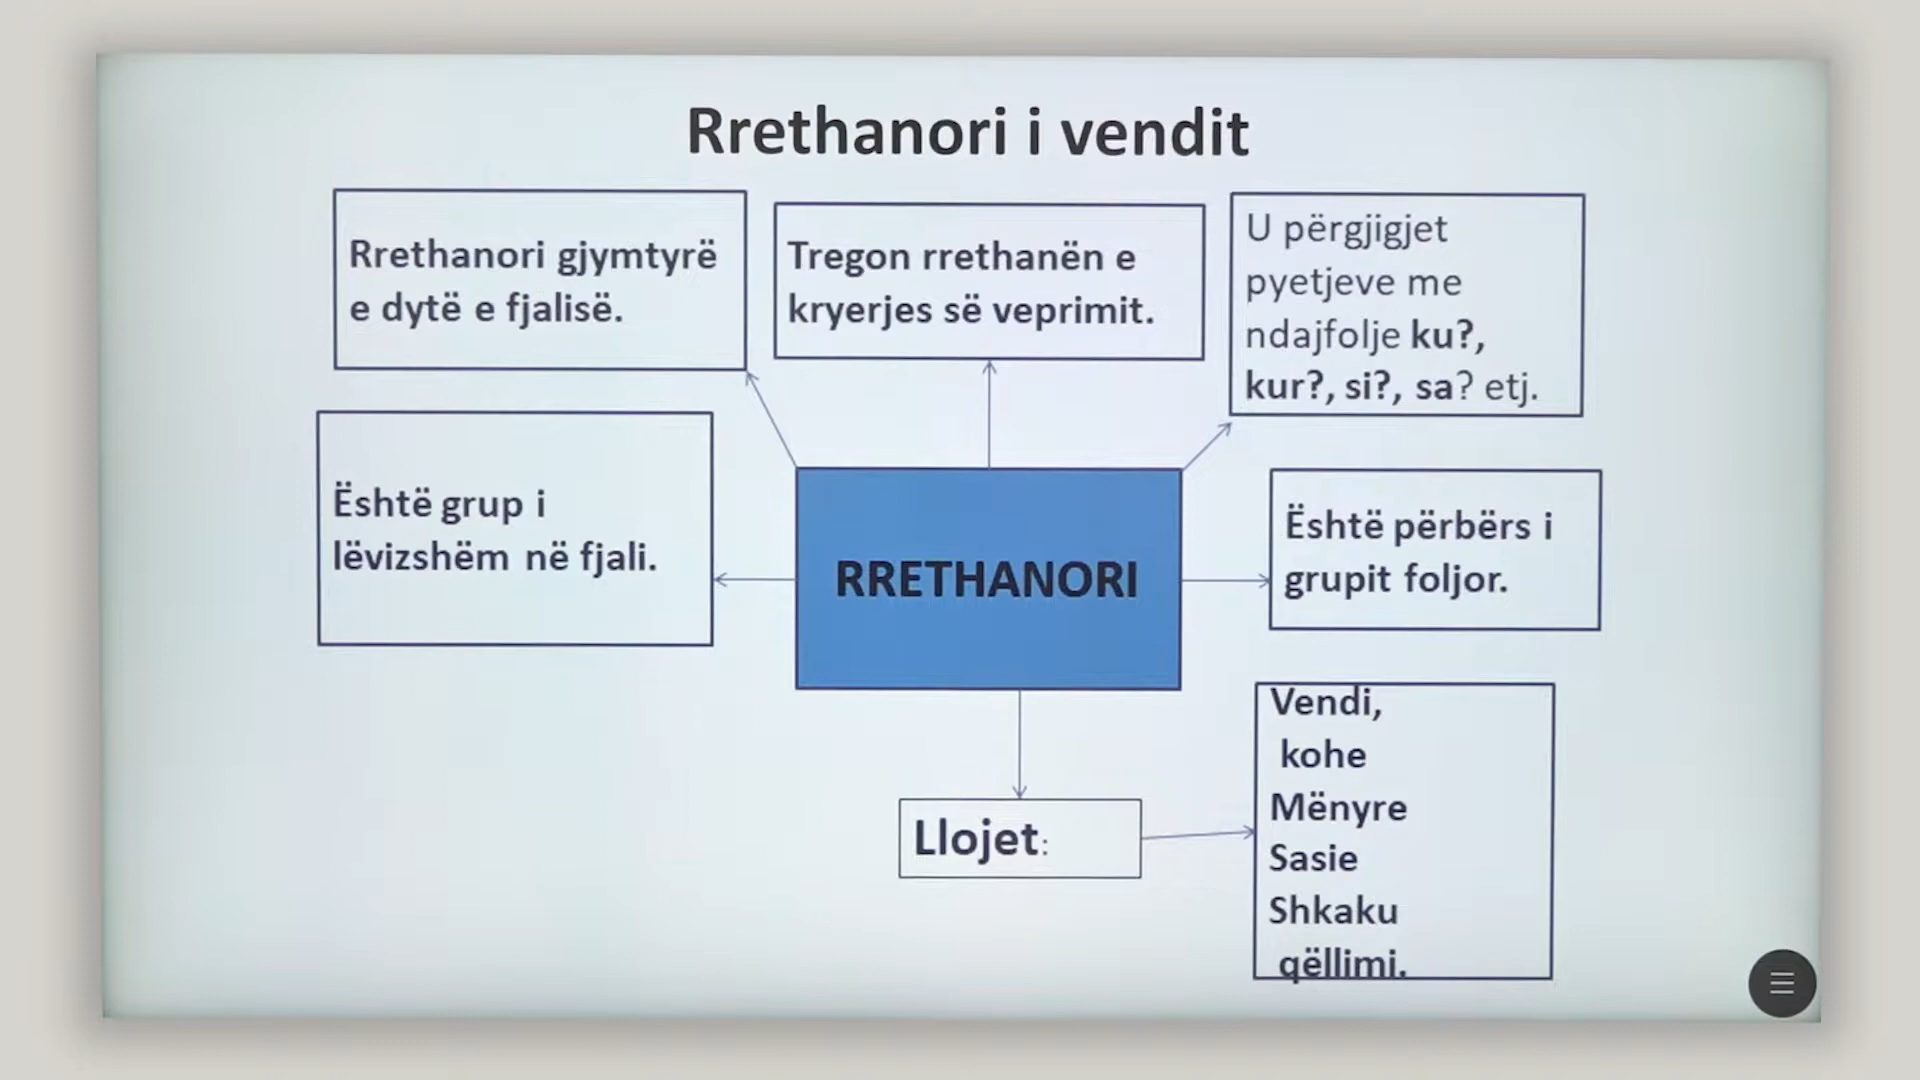 Rrethanori i vendit
Rrethanori gjymtyrë
e dytë e fjalisë.
Tregon rrethanën e
kryerjes së veprimit.
U përgjigjet
pyetjeve me
ndajfolje ku?,
kur?, si?, sa? etj.
Është grup i
lëvizshëm në fjali.
RRETHANORI
Është përbërs i
grupit foljor.
Llojet:
Vendi,
kohe
Mënyre
Sasie
Shkaku
qëllimi.